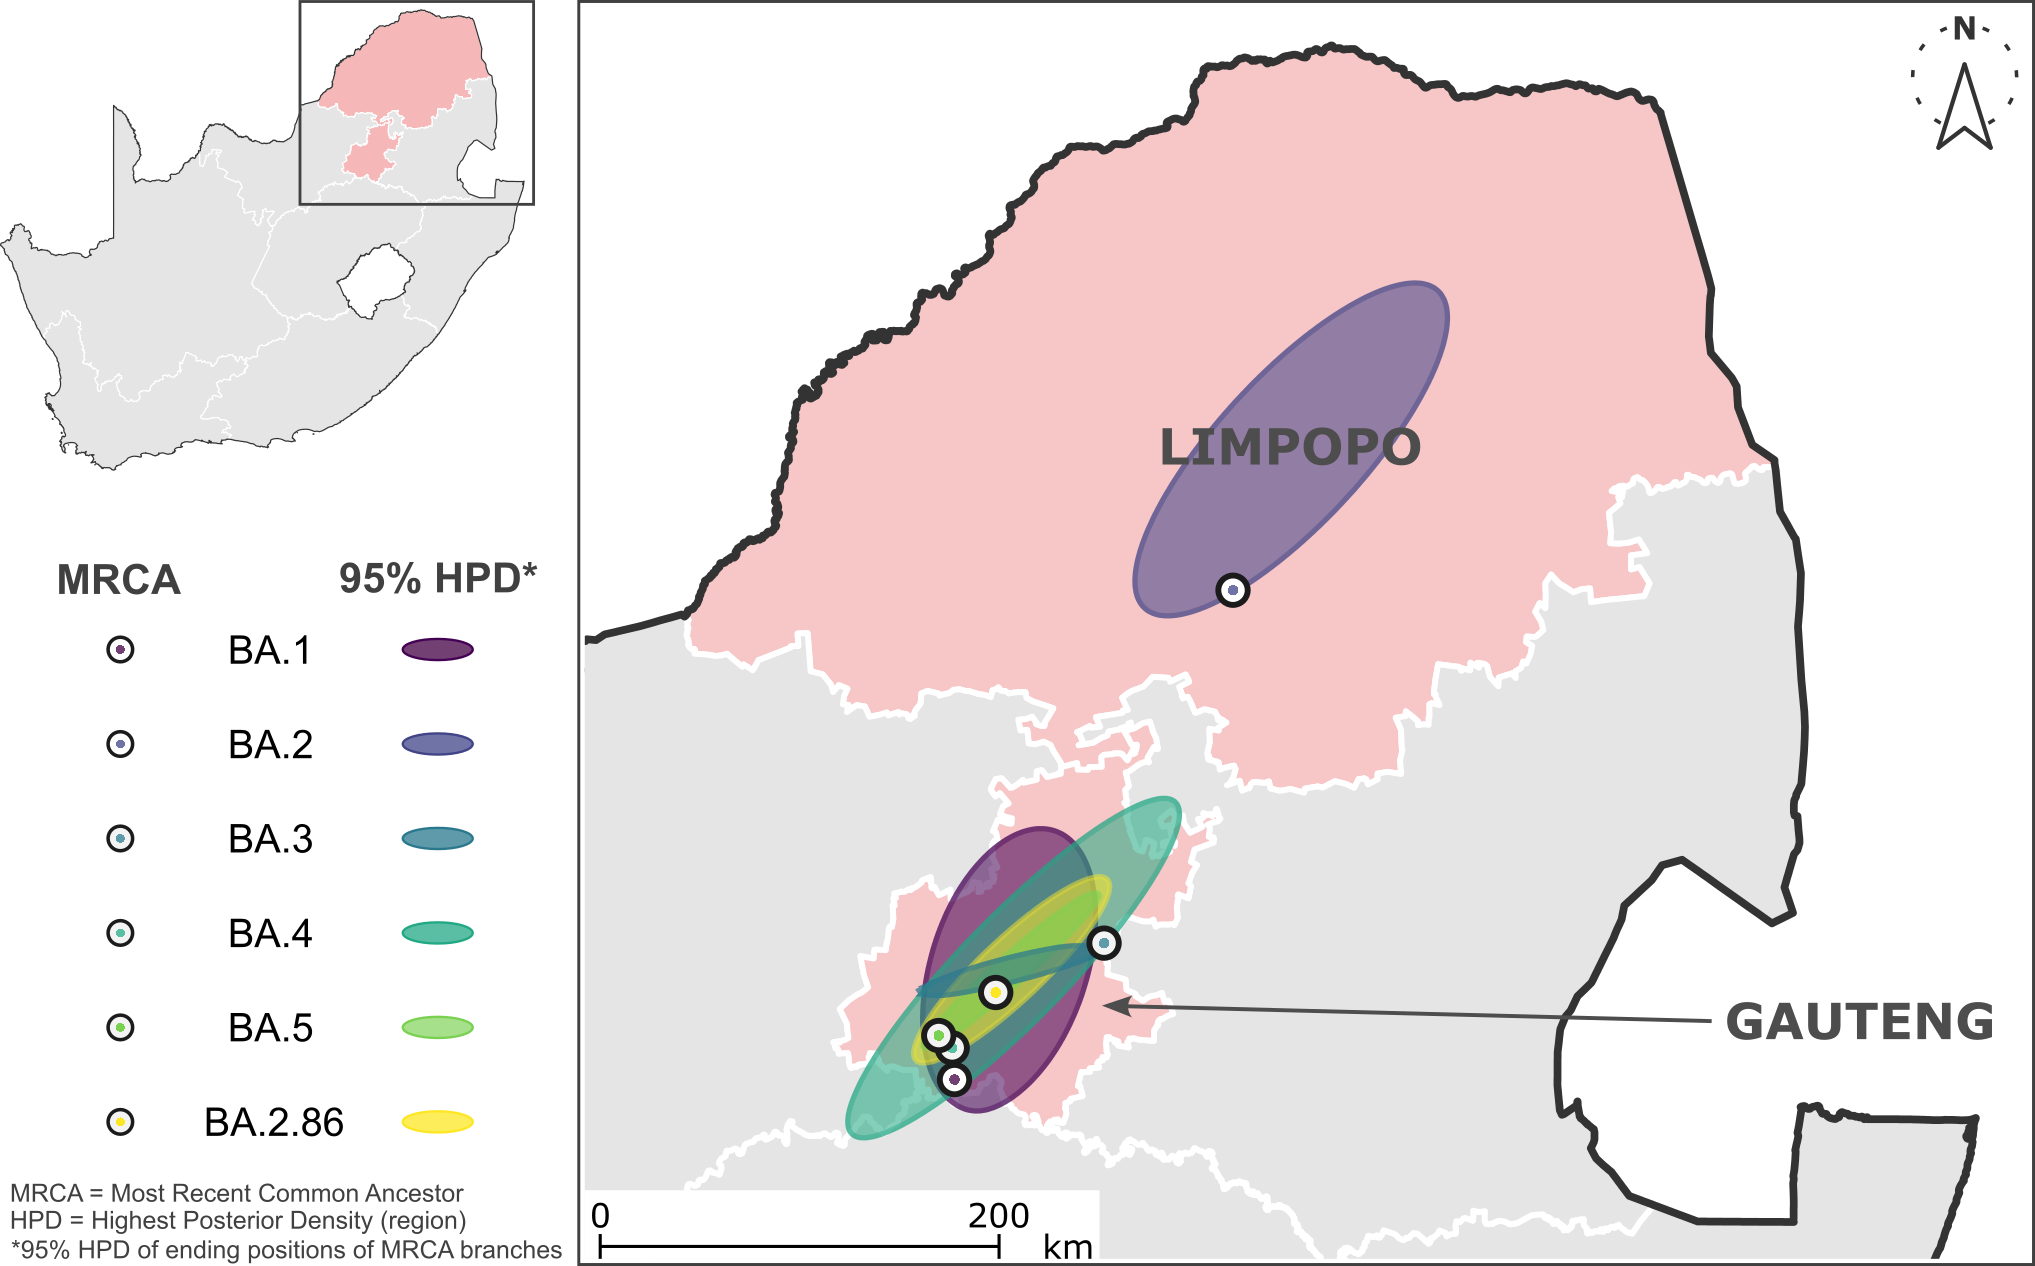 N
LIMPOPO
MRCA 95% HPD*
BA.1
BA.2
BA.3
BA.4
BA.5
BA.2.86
GAUTENG
MRCA = Most Recent Common Ancestor
HPD = Highest Posterior Density (region)
*95% HPD of ending positions of MRCA branches
0 200
km